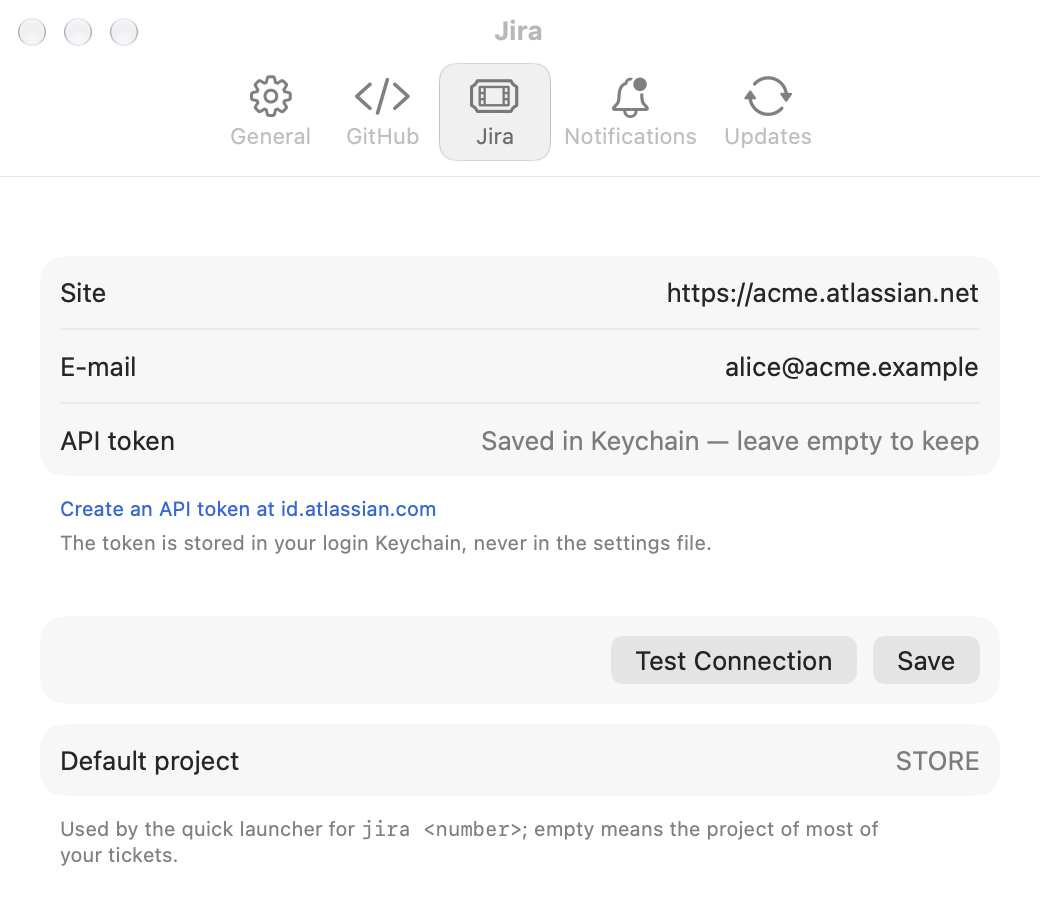 Jira
General
GitHub
Jira
Notifications
Updates
Site
https://acme.atlassian.net
E-mail
alice@acme.example
API token
Saved in Keychain — leave empty to keep
Create an API token at id.atlassian.com
The token is stored in your login Keychain, never in the settings file.
Test Connection
Save
Default project
STORE
Used by the quick launcher for jira <number>; empty means the project of most of
your tickets.